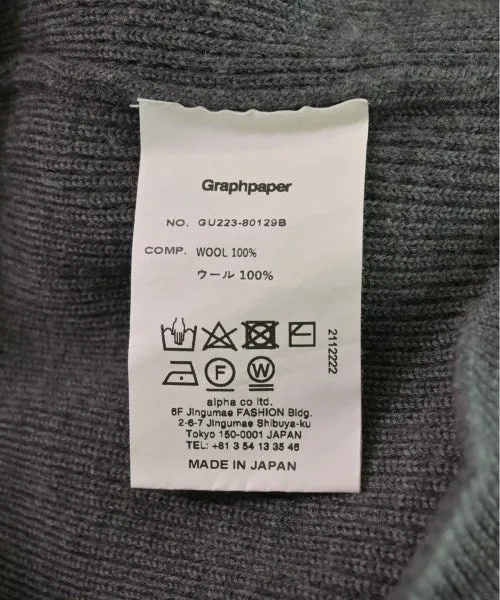 Graphpaper
NO. GU223-80129B
COMP. WOOL 100%
ウール 100%
2112222
F W
alpha co ltd.
6F Jingumae FASHION Bldg.
2-6-7 Jingumae Shibuya-ku
Tokyo 150-0001 JAPAN
TEL: +81 3 54 13 35 46
MADE IN JAPAN